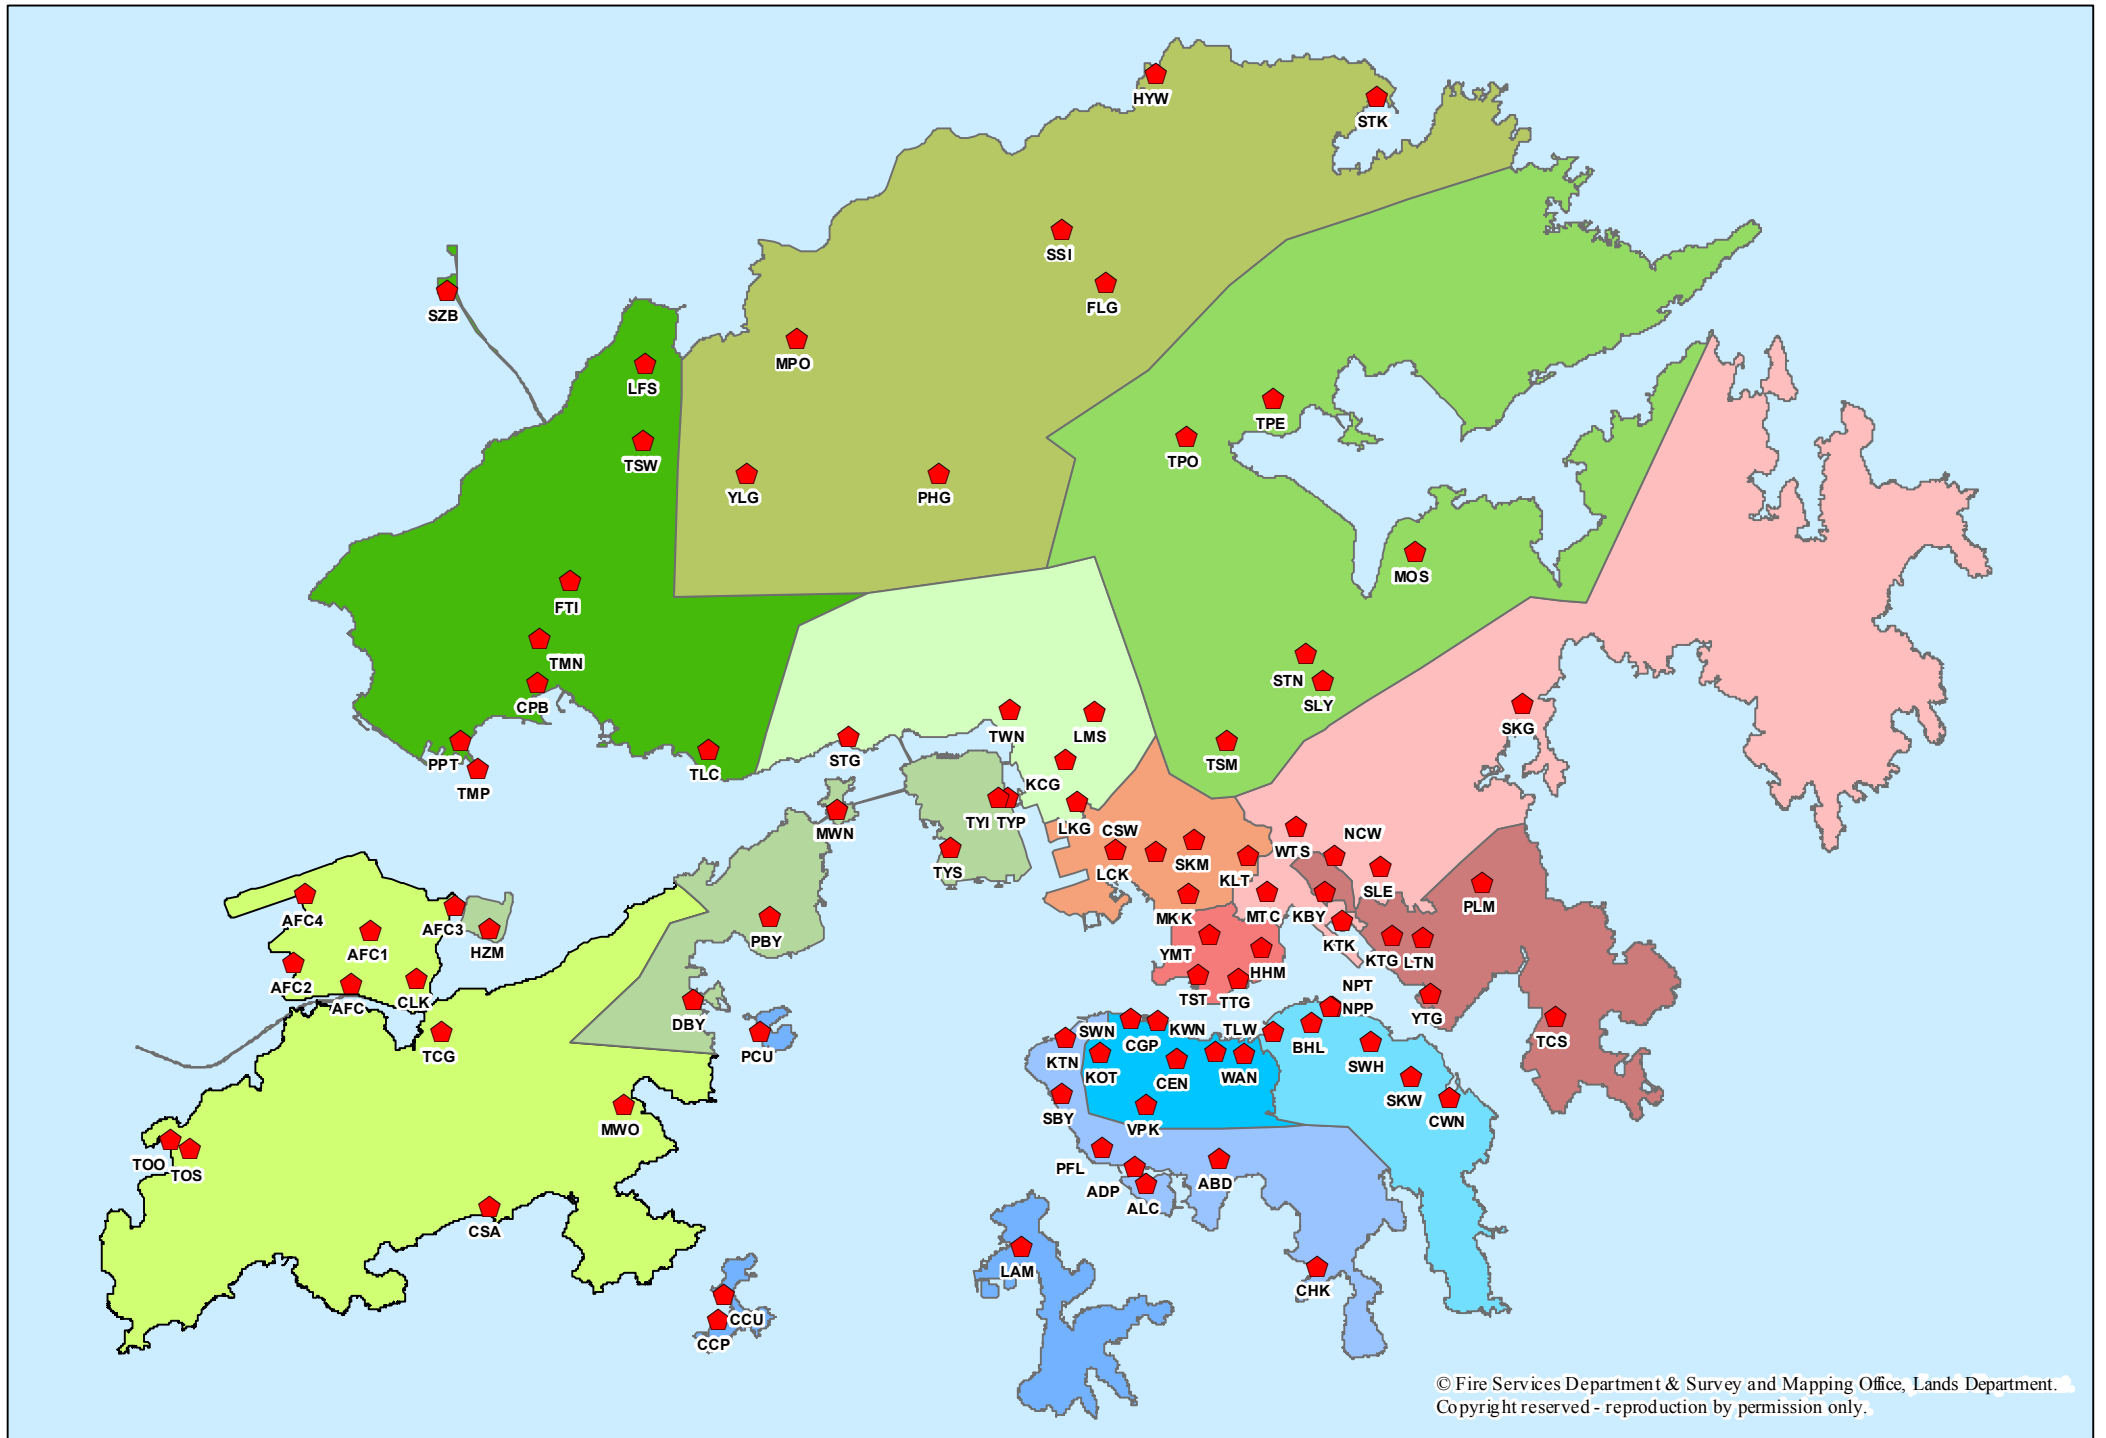 HYW
STK
SSI
FLG
SZB
MPO
LFS
TPE
TSW
TPO
YLG
PHG
MOS
FTI
TMN
STN
SLY
CPB
SKG
TWN
LMS
STG
TSM
PPT
TLC
TMP
KCG
TYI
TYP
LKG
CSW
NCW
MWN
WTS
SKM
TYS
LCK
KLT
SLE
PLM
MKK
MTC
KBY
AFC4
AFC3
AFC1
HZM
PBY
YMT
KTK
KTG
LTN
HHM
AFC2
CLK
AFC
NPT
TST
TTG
NPP
DBY
YTG
SWN
KWN
TLW
CGP
TCG
PCU
KTN
KOT
CEN
WAN
BHL
SWH
TCS
SKW
SBY
MWO
VPK
CWN
TOO
TOS
PFL
ADP
ABD
ALC
CSA
LAM
CHK
CCU
CCP
© Fire Services Department & Survey and Mapping Office, Lands Department.
Copyright reserved - reproduction by permission only.